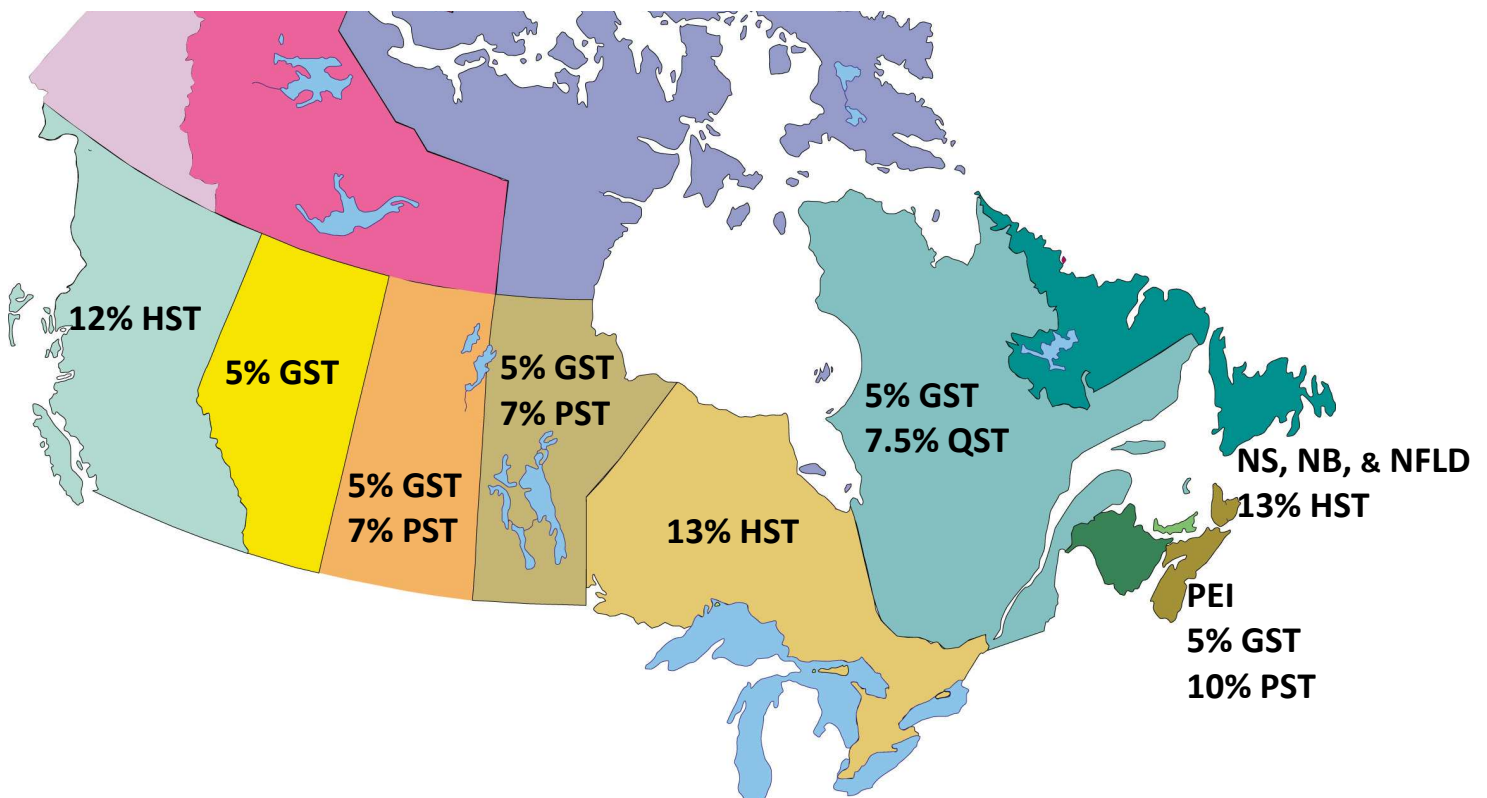 12% HST
5% GST
5% GST
7% PST
5% GST
7% PST
13% HST
5% GST
7.5% QST
NS, NB, & NFLD
13% HST
PEI
5% GST
10% PST